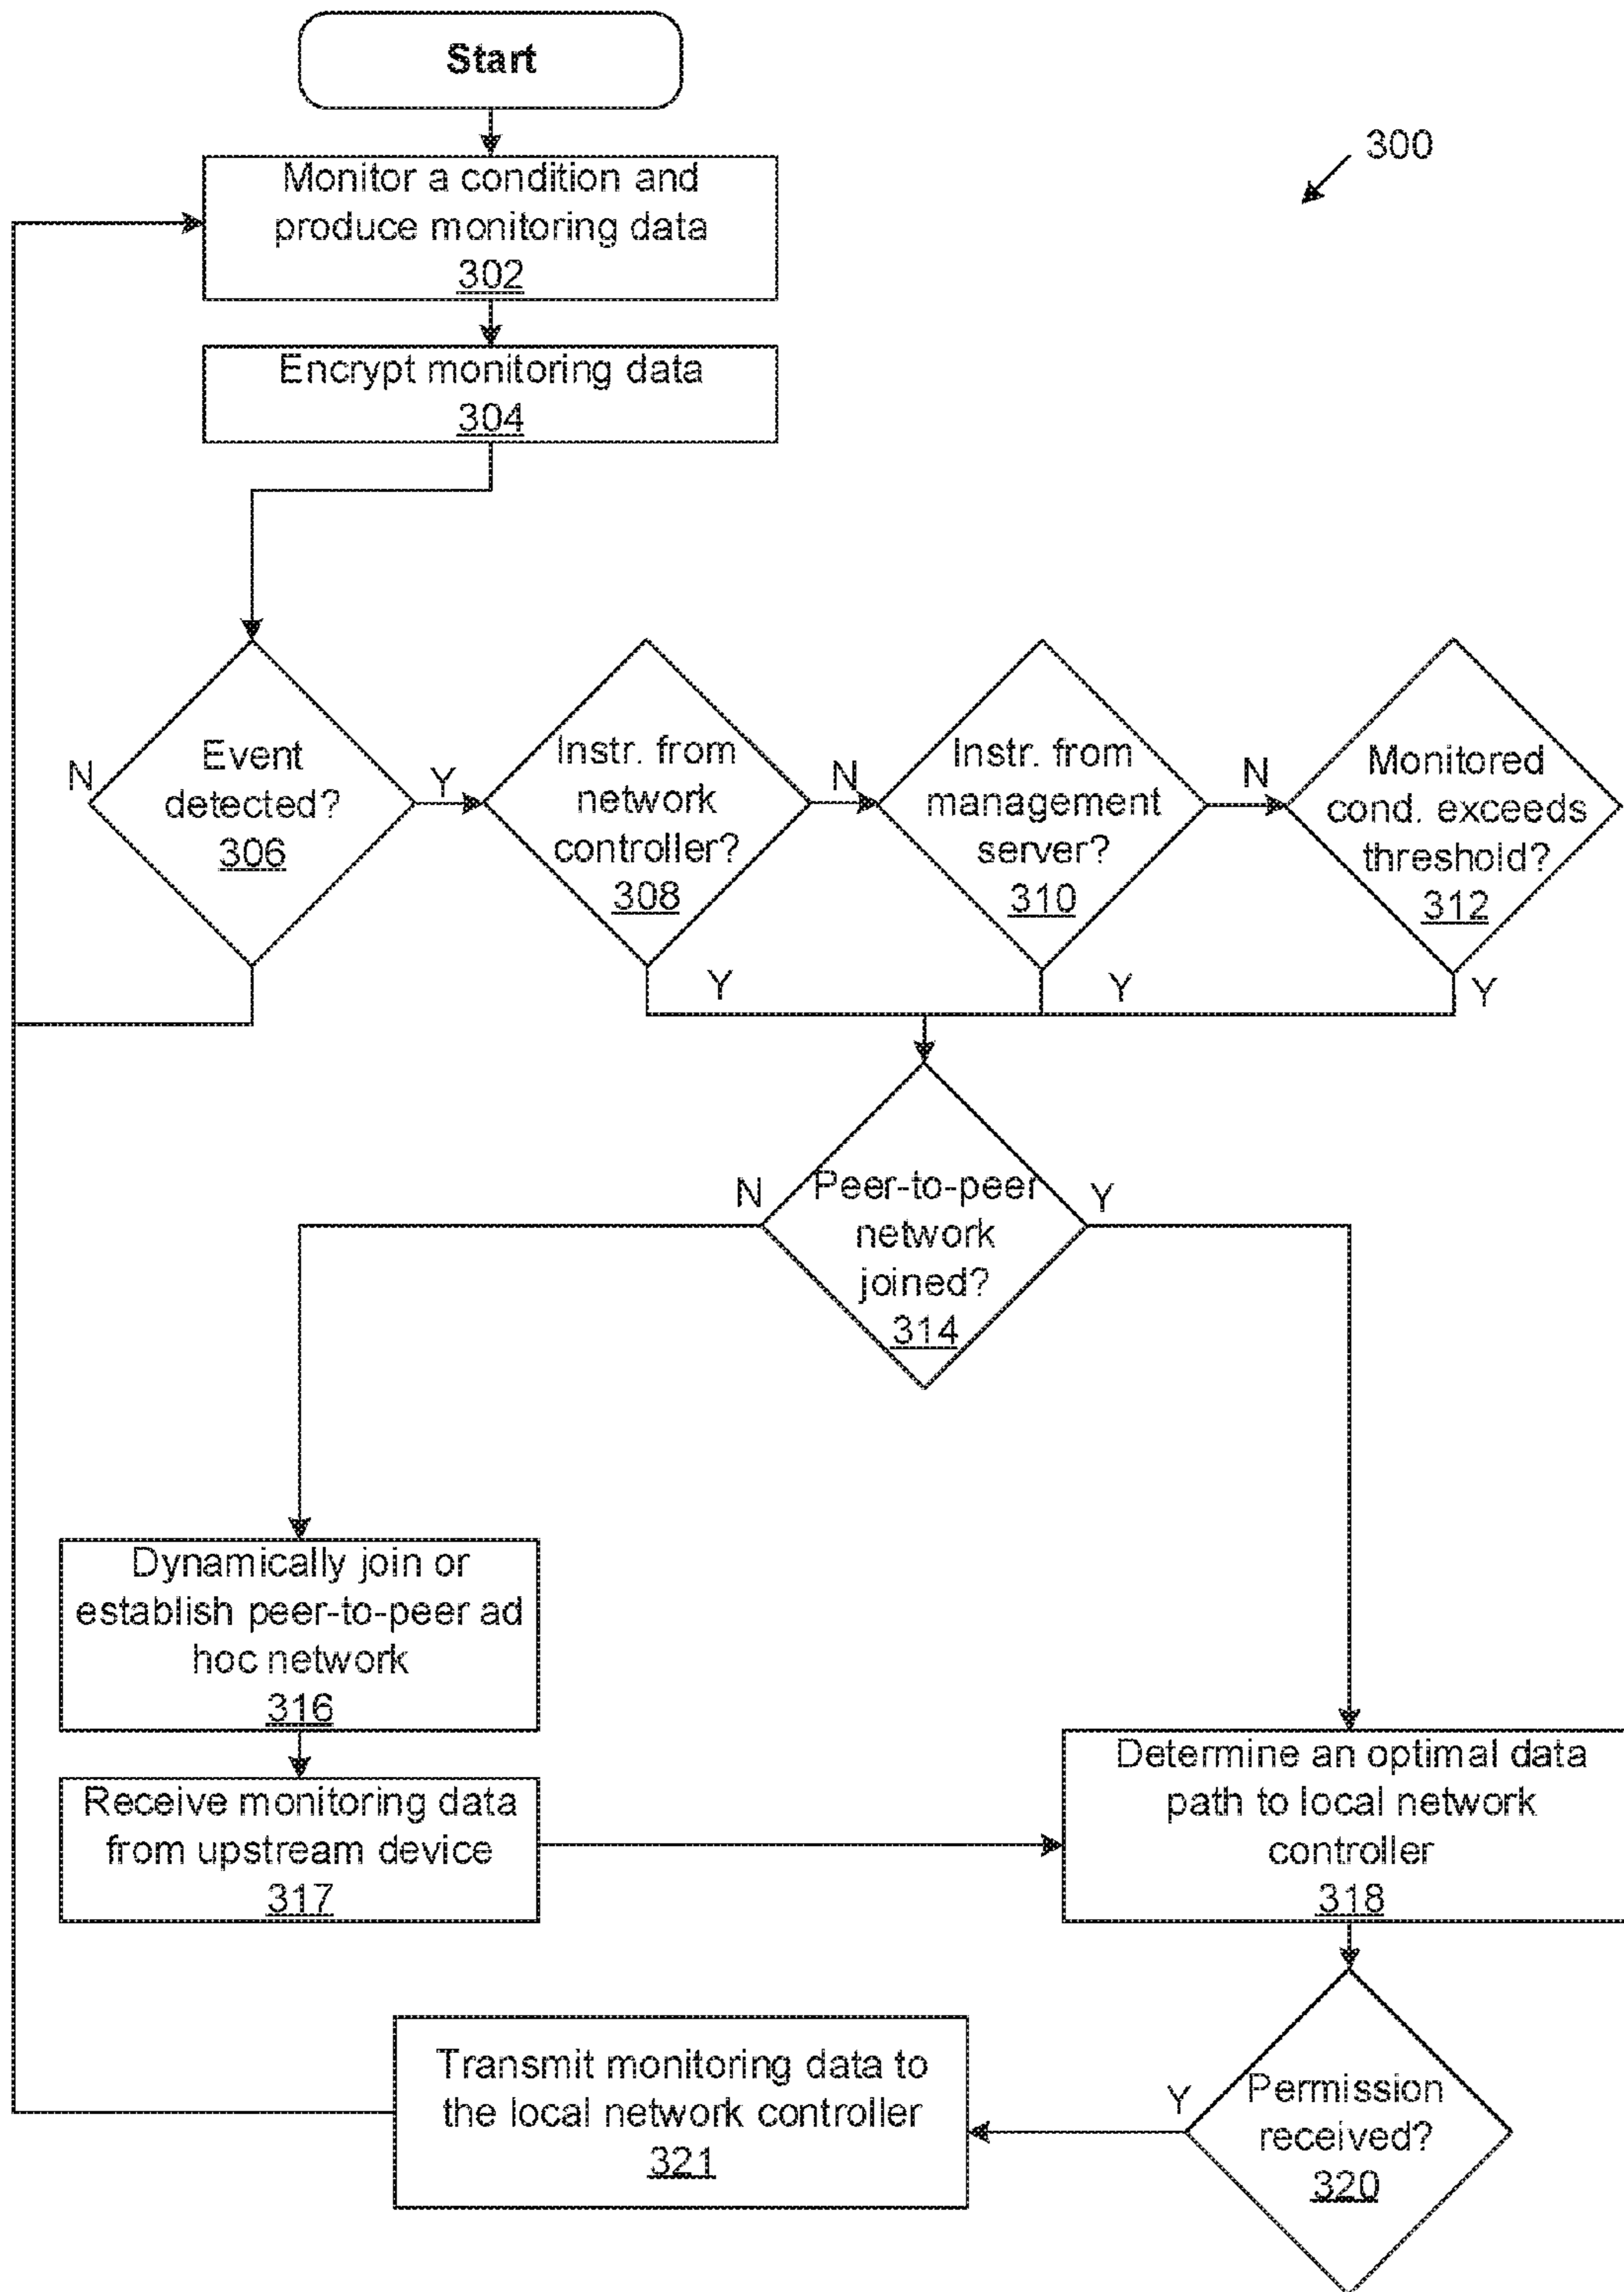 Start
300
Monitor a condition and
produce monitoring data
302
Encrypt monitoring data
304
N
Event
detected?
306
Y
Instr. from
network
controller?
308
N
Y
Instr. from
management
server?
310
N
Y
Monitored
cond. exceeds
threshold?
312
Y
N
Peer-to-peer
network
joined?
314
Y
Dynamically join or
establish peer-to-peer ad
hoc network
316
Receive monitoring data
from upstream device
317
Determine an optimal data
path to local network
controller
318
Transmit monitoring data to
the local network controller
321
Y
Permission
received?
320